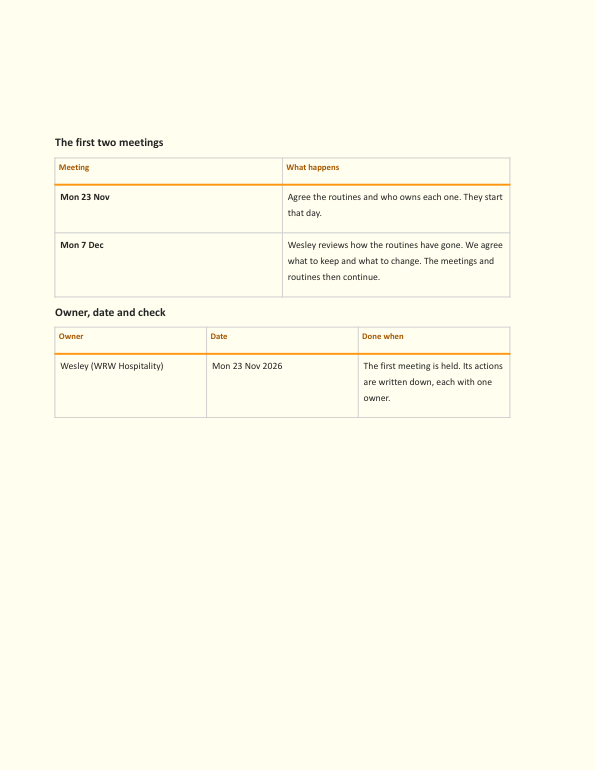 The first two meetings
Meeting
What happens
Mon 23 Nov
Agree the routines and who owns each one. They start
that day.
Mon 7 Dec
Wesley reviews how the routines have gone. We agree
what to keep and what to change. The meetings and
routines then continue.
Owner, date and check
Owner
Date
Done when
Wesley (WRW Hospitality)
Mon 23 Nov 2026
The first meeting is held. Its actions
are written down, each with one
owner.